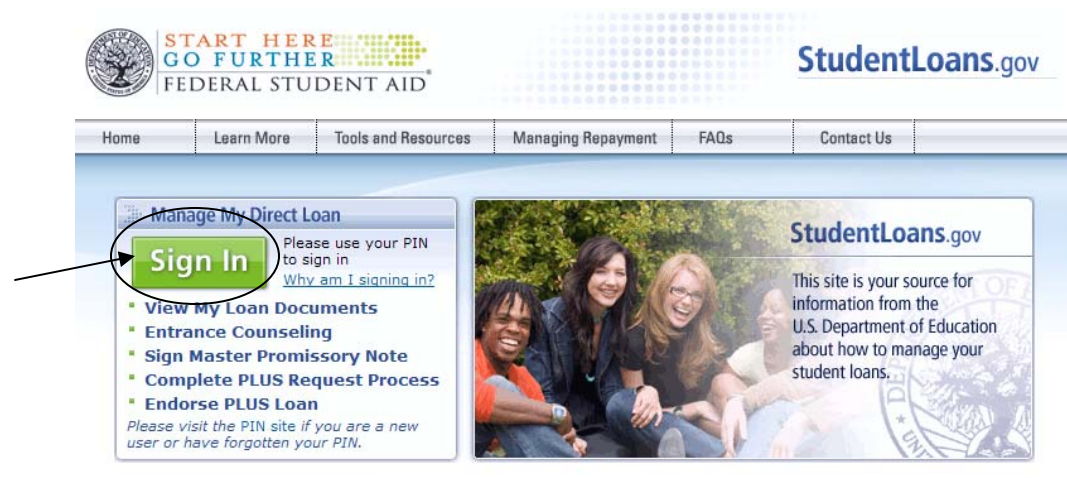 START HERE
GO FURTHER
FEDERAL STUDENT AID®
StudentLoans.gov
Home
Learn More
Tools and Resources
Managing Repayment
FAQs
Contact Us
Manage My Direct Loan
Sign In
Please use your PIN
to sign in
Why am I signing in?
View My Loan Documents
Entrance Counseling
Sign Master Promissory Note
Complete PLUS Request Process
Endorse PLUS Loan
Please visit the PIN site if you are a new
user or have forgotten your PIN.
StudentLoans.gov
This site is your source for
information from the
U.S. Department of Education
about how to manage your
student loans.